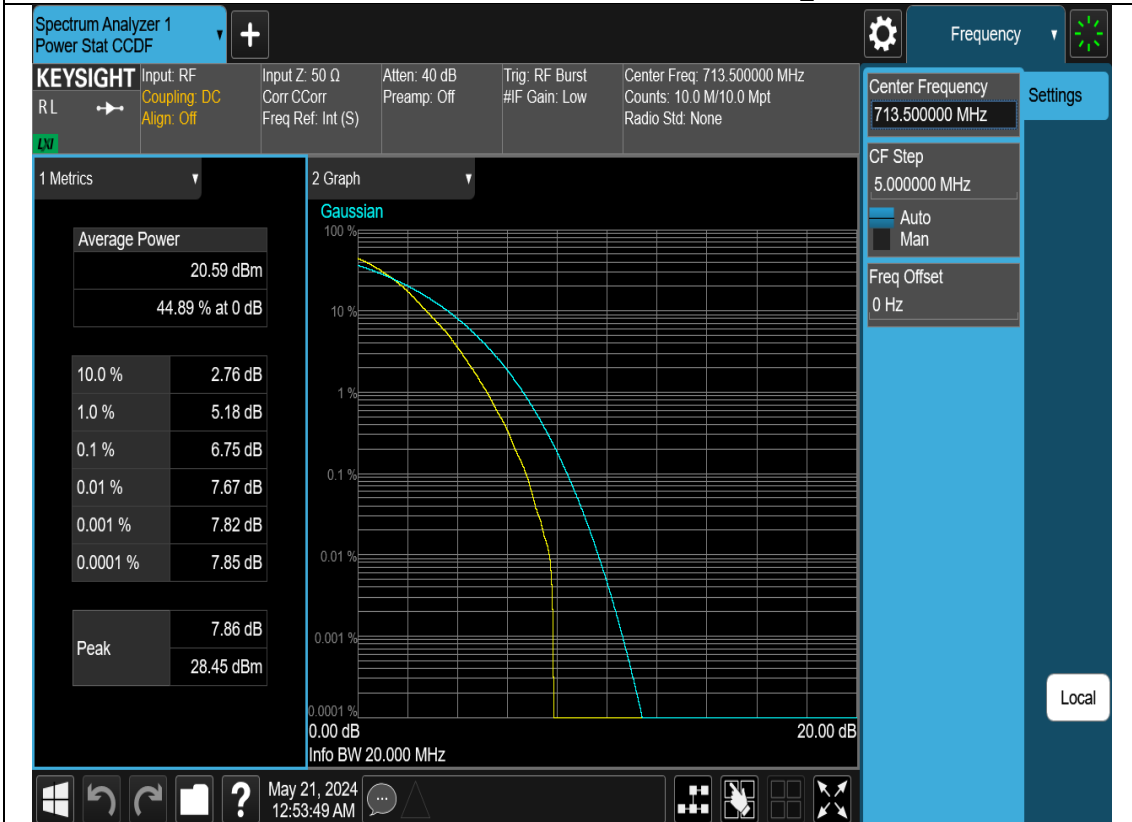 Spectrum Analyzer 1
Power Stat CCDF
Frequency
KEYSIGHT
RL
LXI
Input: RF
Coupling: DC
Align: Off
Input Z: 50 Ω
Corr CCorr
Freq Ref: Int (S)
Atten: 40 dB
Preamp: Off
Trig: RF Burst
#IF Gain: Low
Center Freq: 713.500000 MHz
Counts: 10.0 M/10.0 Mpt
Radio Std: None
1 Metrics
Average Power
20.59 dBm
44.89 % at 0 dB
10.0 % 2.76 dB
1.0 % 5.18 dB
0.1 % 6.75 dB
0.01 % 7.67 dB
0.001 % 7.82 dB
0.0001 % 7.85 dB
Peak
7.86 dB
28.45 dBm
2 Graph
Gaussian
100 %
10 %
1 %
0.1 %
0.01 %
0.001 %
0.0001 %
0.00 dB 20.00 dB
Info BW 20.000 MHz
Center Frequency
713.500000 MHz
Settings
CF Step
5.000000 MHz
Auto
Man
Freq Offset
0 Hz
Local
?
May 21, 2024
12:53:49 AM